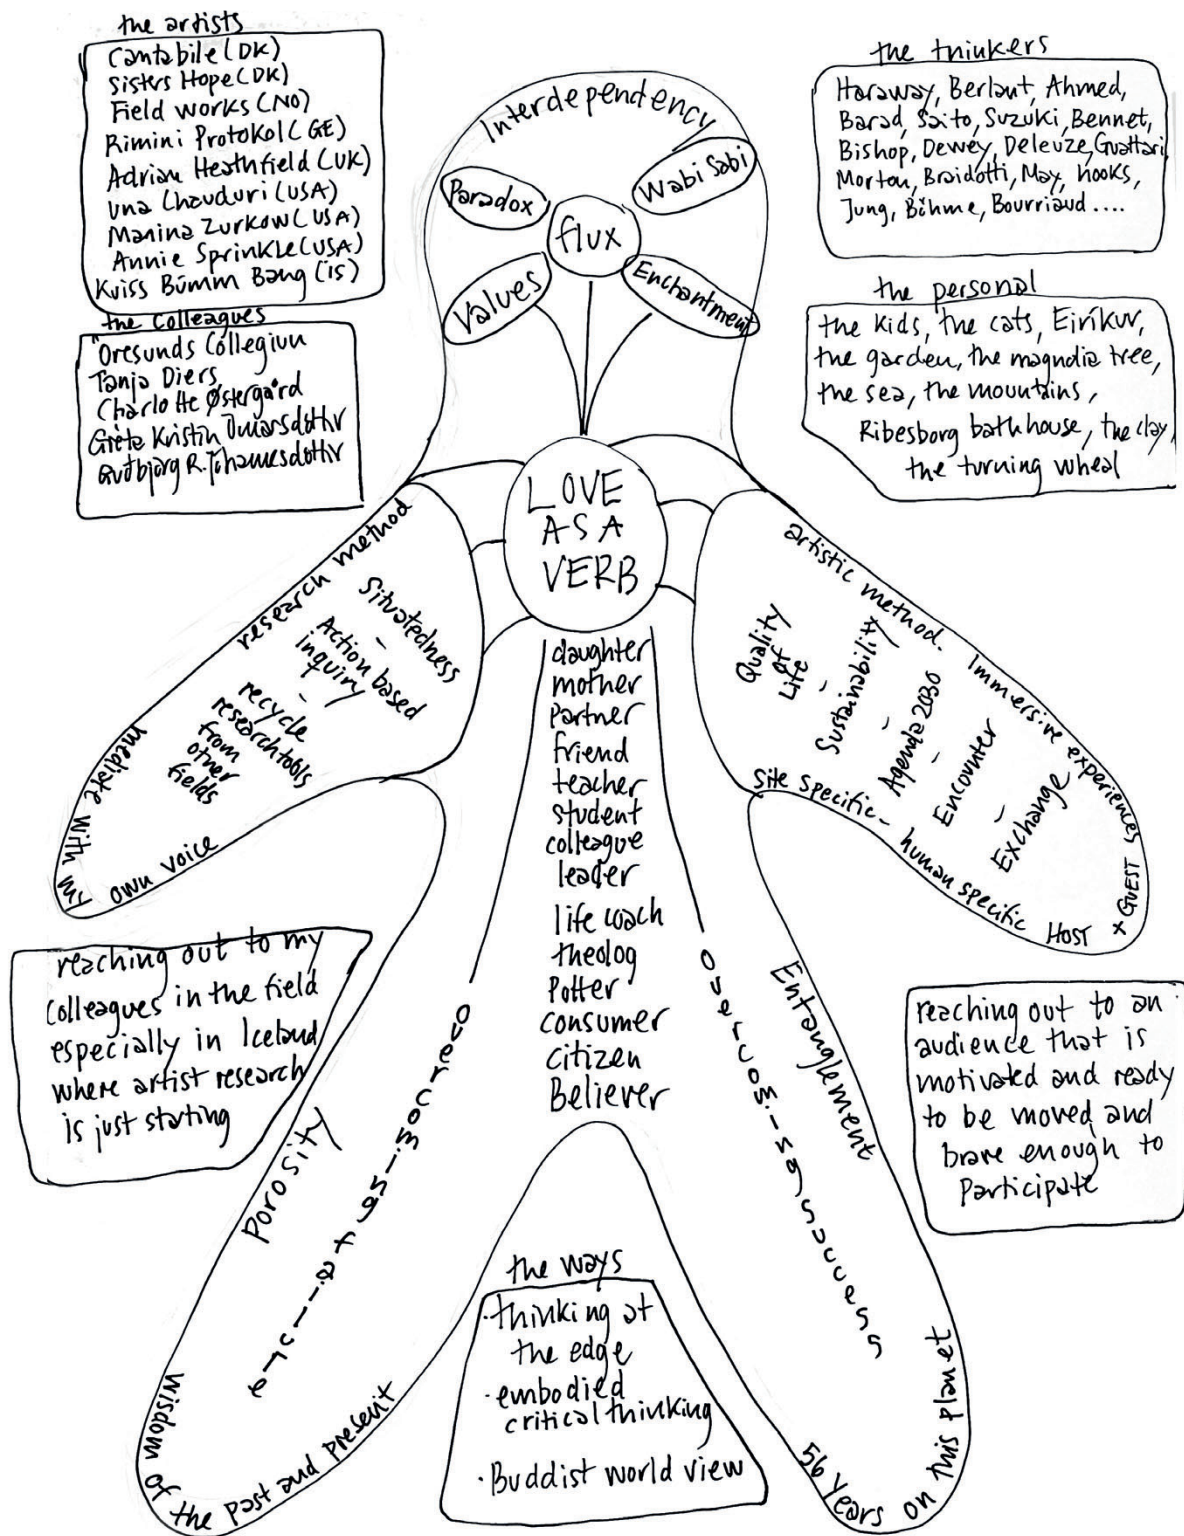 the artists
Cantabile (DK)
Sisters Hope (DK)
Field works (NO)
Rimini Protokol (GE)
Adrian Heathfield (UK)
Una Chauduri (USA)
Marina Zurkow (USA)
Annie Sprinkle (USA)
Kviss Búmm Bang (IS)
the colleagues
Öresunds Collegiun
Tanja Diers
Charlotte Østergård
Gréta Kristín Ómarsdóttir
Guðbjörg R. Jóhannesdóttir
the thinkers
Haraway, Berlant, Ahmed,
Barad, Saito, Suzuki, Bennet,
Bishop, Dewey, Deleuze, Guattari,
Morton, Braidotti, May, hooks,
Jung, Böhme, Bourriaud ....
the personal
the kids, the cats, Eiríkur,
the garden, the magnolia tree,
the sea, the mountains,
Ribesborg bathhouse, the clay,
the turning wheal
Interdependency
Paradox
Wabi Sabi
flux
Values
Enchantment
LOVE
AS A
VERB
research method
Situatedness
-
Action based
inquiry
-
recycle
researchtools
from
other
fields
mediate with my own voice
artistic method. Immersive experiences
Quality
of
Life
-
Sustainability
-
Agenda 2030
-
Encounter
-
Exchange
Site specific - human specific HOST + GUEST
daughter
mother
partner
friend
teacher
student
colleague
leader
life coach
theolog
Potter
consumer
citizen
Believer
overcoming failure
overcoming success
Porosity
Entanglement
Wisdom of the past and present
56 years on this planet
reaching out to my
colleagues in the field
especially in Iceland
where artist research
is just starting
reaching out to an
audience that is
motivated and ready
to be moved and
brave enough to
participate
the ways
· thinking at
the edge
· embodied
critical thinking
· Buddist world view